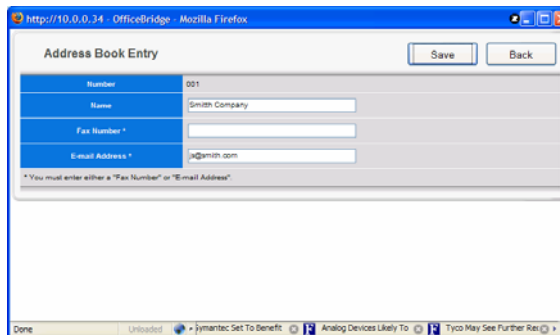 http://10.0.0.34 - OfficeBridge - Mozilla Firefox
Address Book Entry
Save
Back
Number
001
Name
Smith Company
Fax Number *
E-mail Address *
js@smith.com
* You must enter either a "Fax Number" or "E-mail Address".
Done Unloaded Symantec Set To Benefit Analog Devices Likely To Tyco May See Further Rec